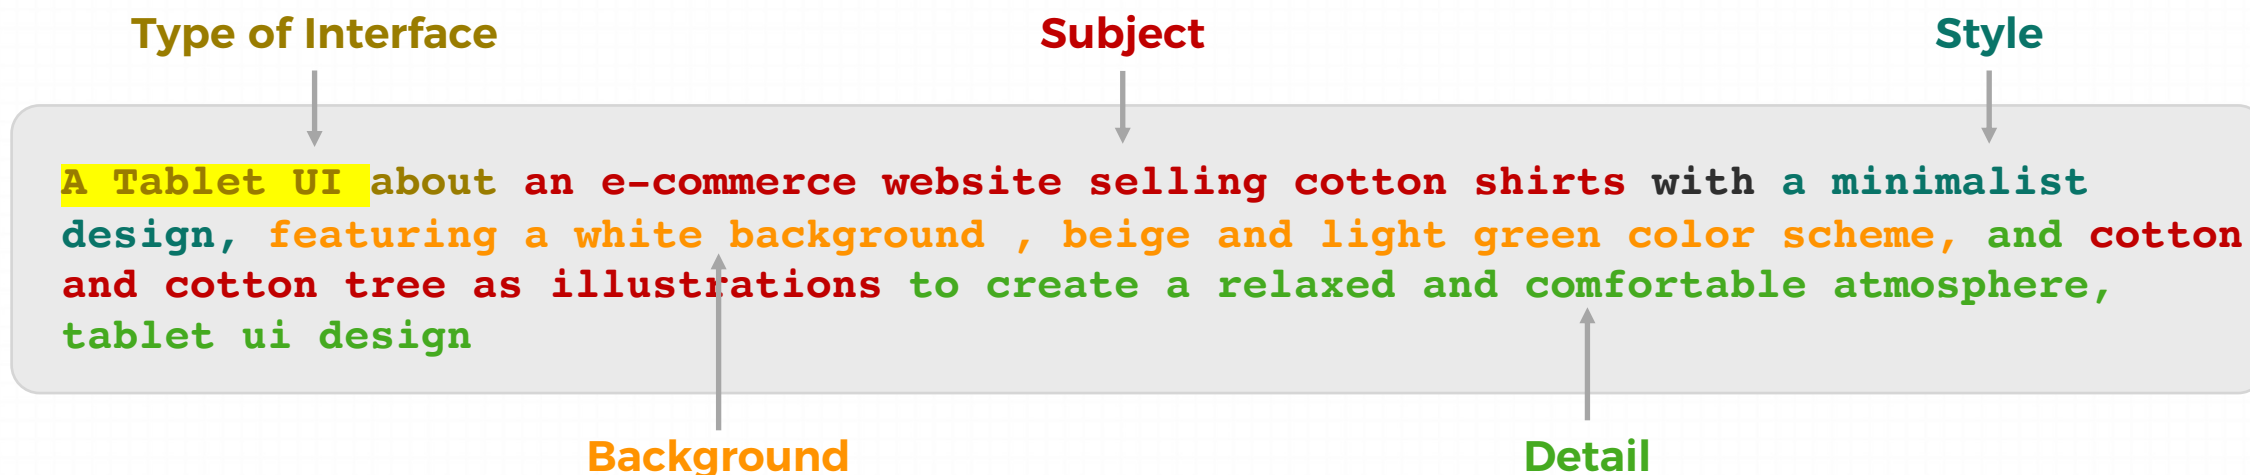 Type of Interface
Subject
Style
A Tablet UI about an e-commerce website selling cotton shirts with a minimalist
design, featuring a white background , beige and light green color scheme, and cotton
and cotton tree as illustrations to create a relaxed and comfortable atmosphere,
tablet ui design
Background
Detail